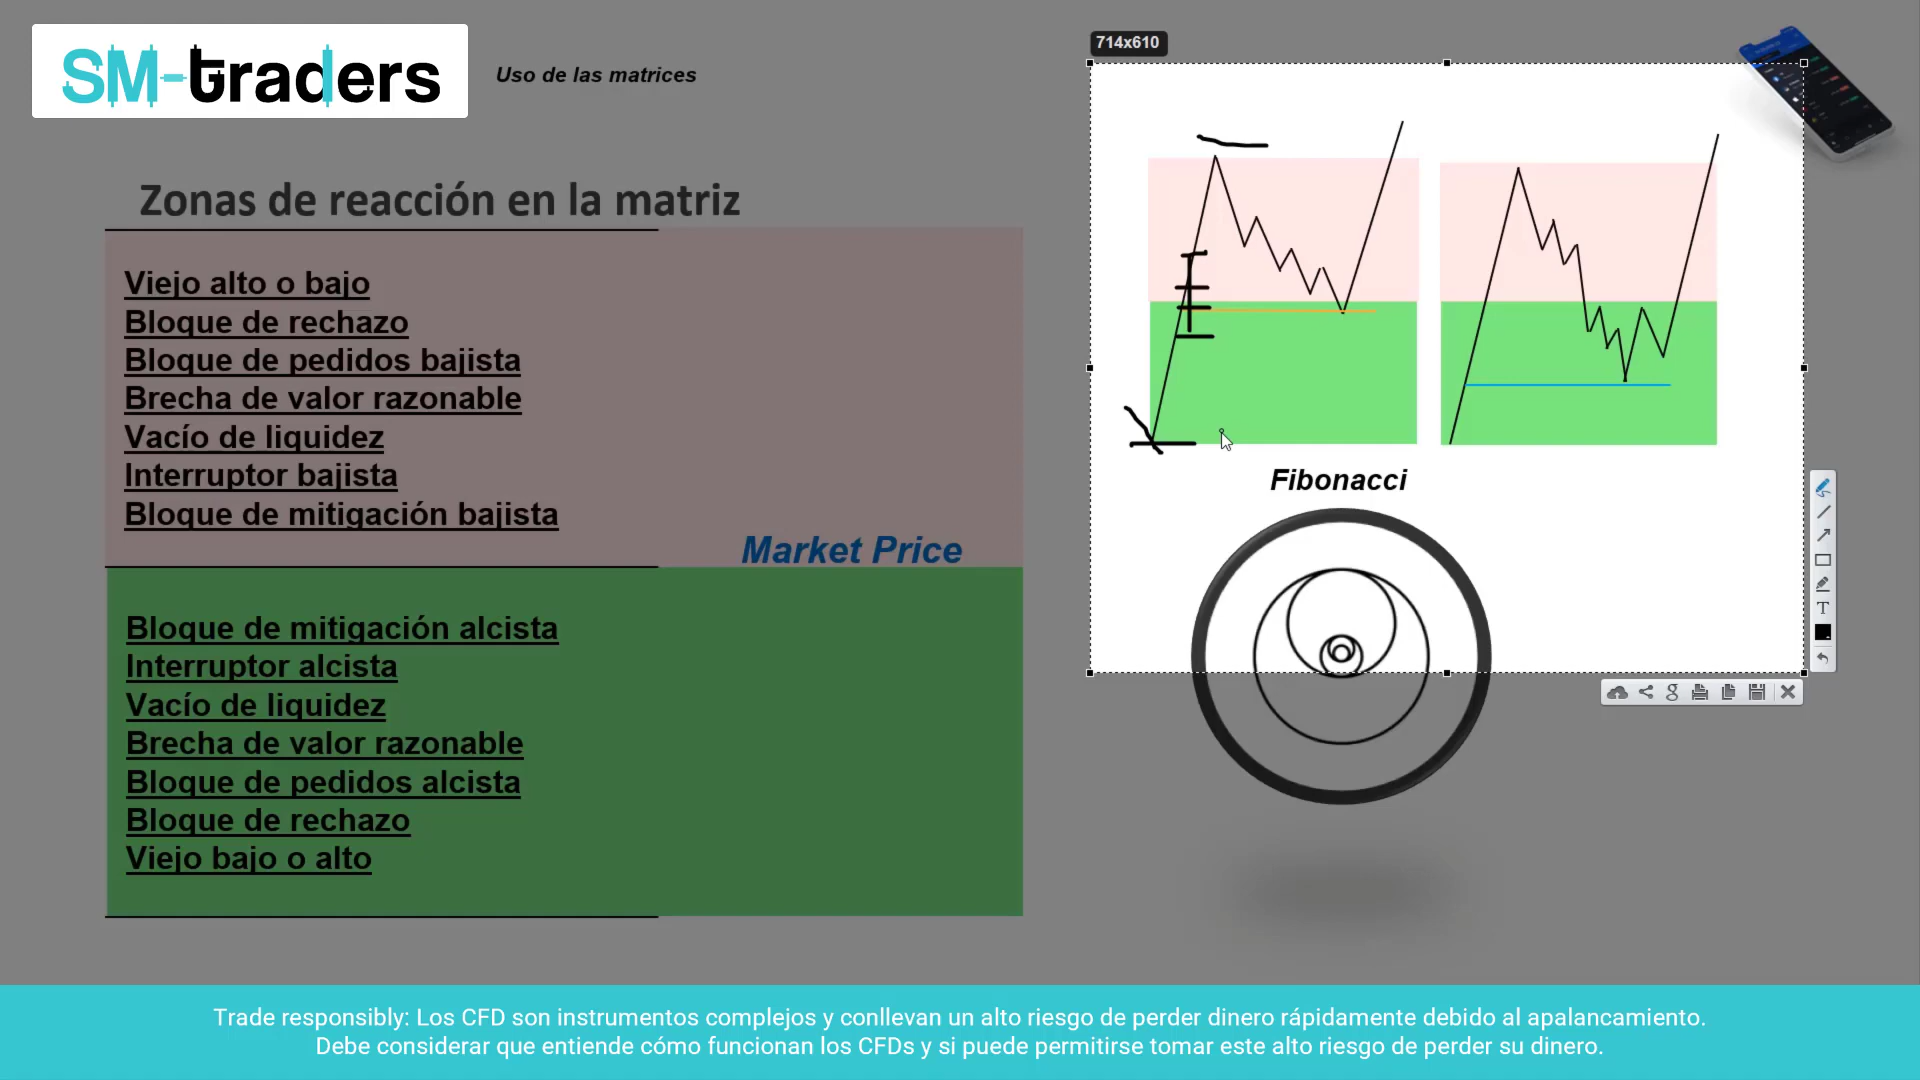 SM-traders
Uso de las matrices
714x610
Zonas de reacción en la matriz
Viejo alto o bajo
Bloque de rechazo
Bloque de pedidos bajista
Brecha de valor razonable
Vacío de liquidez
Interruptor bajista
Bloque de mitigación bajista
Market Price
Bloque de mitigación alcista
Interruptor alcista
Vacío de liquidez
Brecha de valor razonable
Bloque de pedidos alcista
Bloque de rechazo
Viejo bajo o alto
Fibonacci
T
g
Trade responsibly: Los CFD son instrumentos complejos y conllevan un alto riesgo de perder dinero rápidamente debido al apalancamiento.
Debe considerar que entiende cómo funcionan los CFDs y si puede permitirse tomar este alto riesgo de perder su dinero.